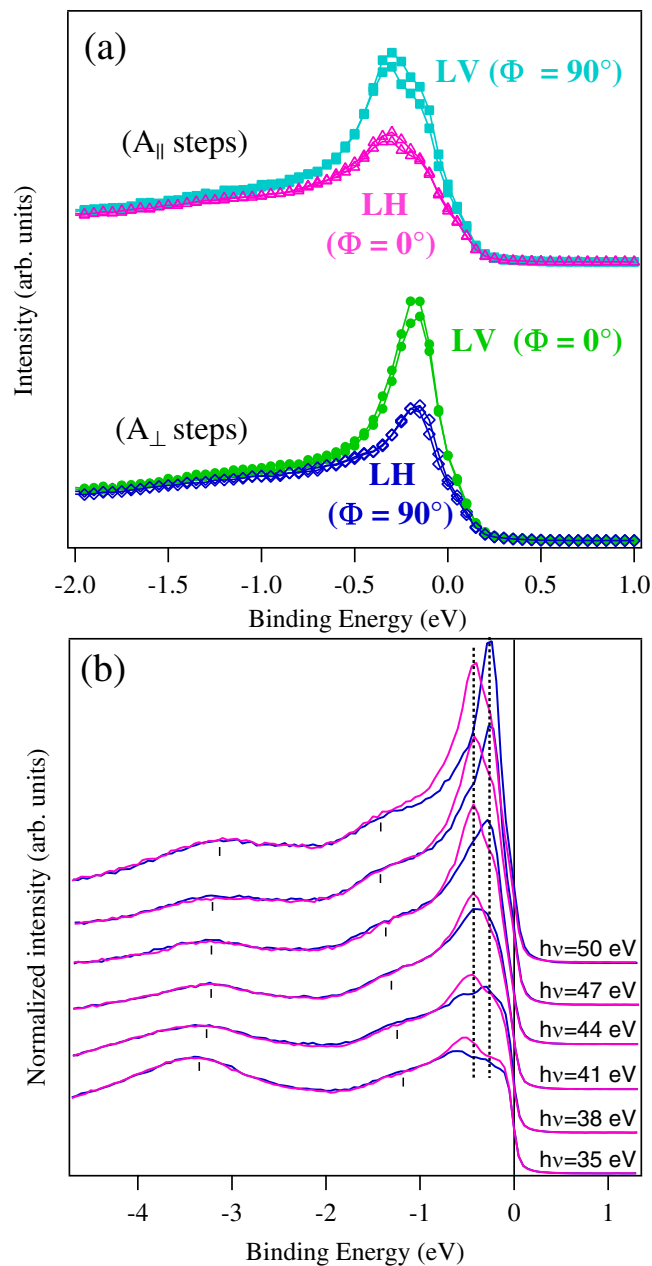 (a)
LV (Φ = 90°)
(A∥ steps)
LH
(Φ = 0°)
LV (Φ = 0°)
(A⊥ steps)
LH
(Φ = 90°)
Intensity (arb. units)
-2.0 -1.5 -1.0 -0.5 0.0 0.5 1.0
Binding Energy (eV)
(b)
Normalized intensity (arb. units)
hν=50 eV
hν=47 eV
hν=44 eV
hν=41 eV
hν=38 eV
hν=35 eV
-4 -3 -2 -1 0 1
Binding Energy (eV)